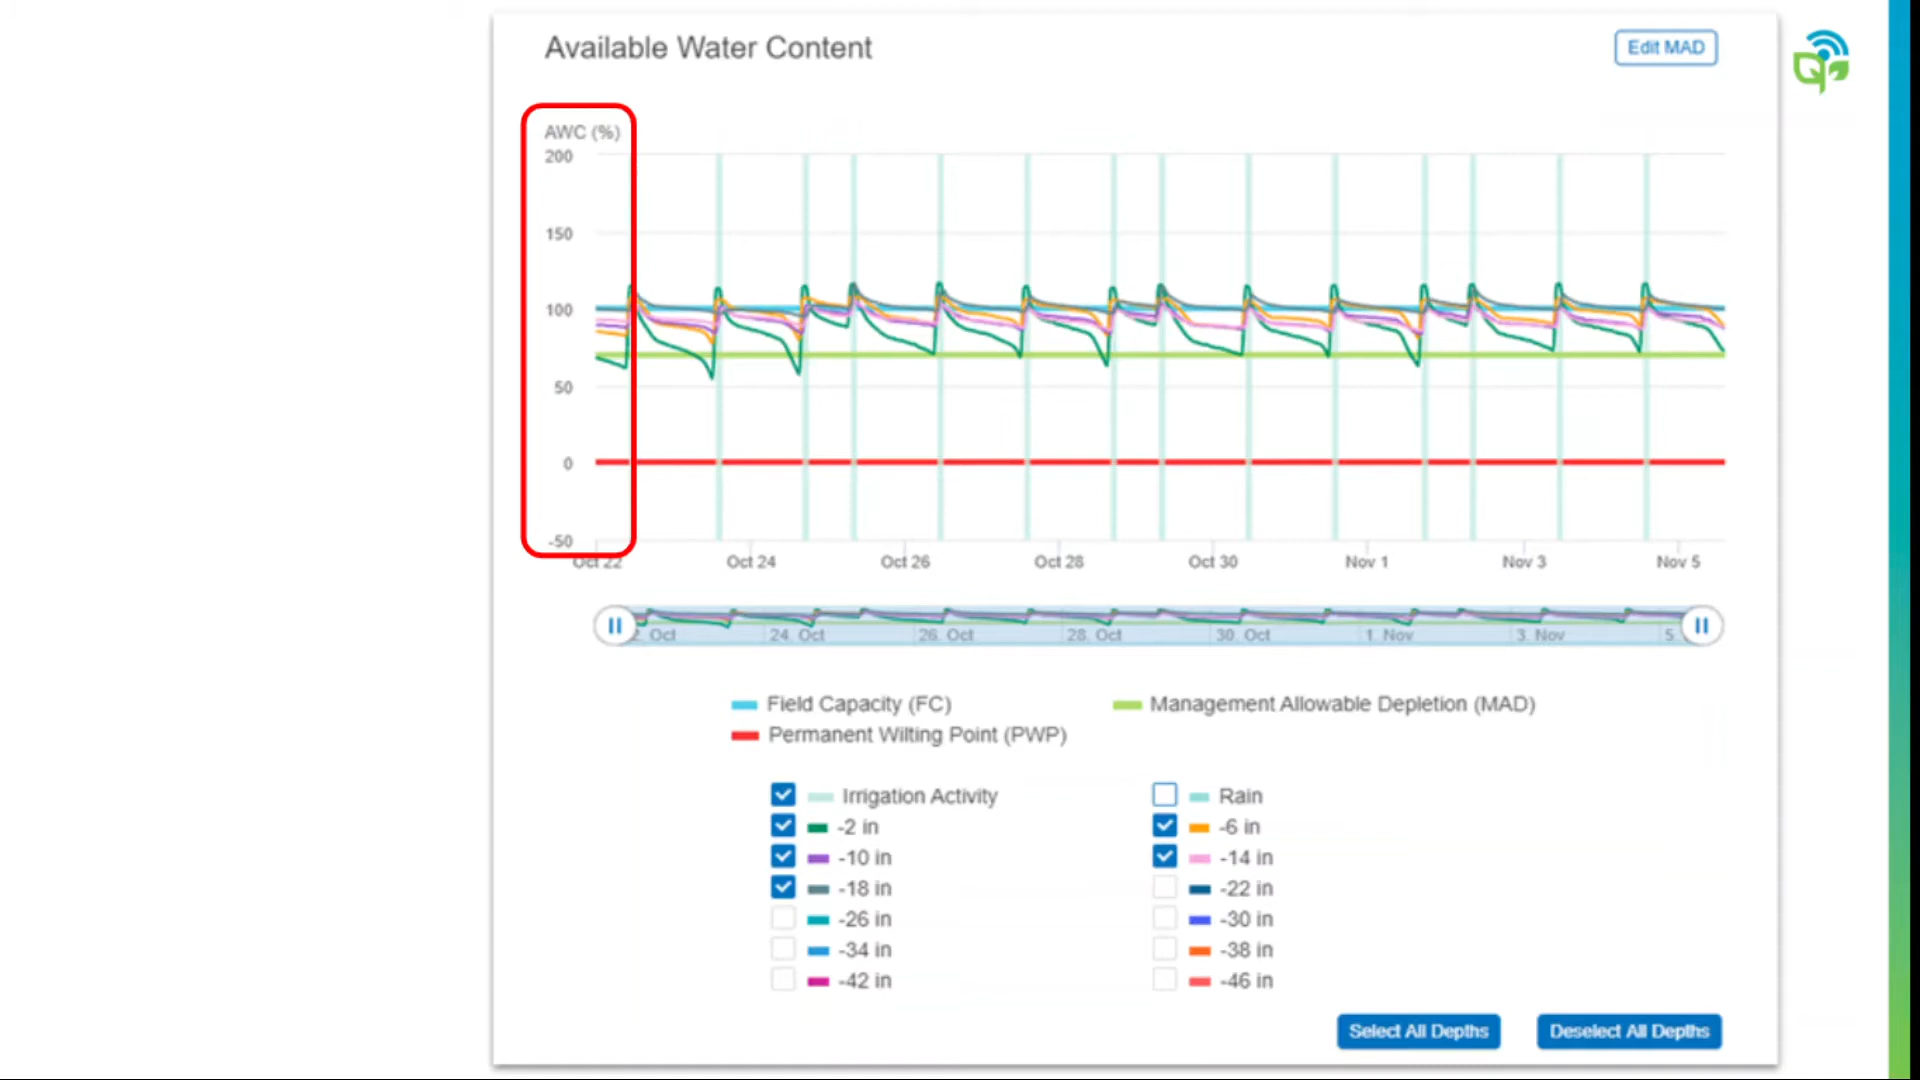 Available Water Content
Edit MAD
AWC (%)
200
150
100
50
0
-50
Oct 22 Oct 24 Oct 26 Oct 28 Oct 30 Nov 1 Nov 3 Nov 5
2. Oct 24. Oct 26. Oct 28. Oct 30. Oct 1. Nov 3. Nov 5.
Field Capacity (FC) Management Allowable Depletion (MAD)
Permanent Wilting Point (PWP)
Irrigation Activity Rain
-2 in -6 in
-10 in -14 in
-18 in -22 in
-26 in -30 in
-34 in -38 in
-42 in -46 in
Select All Depths Deselect All Depths